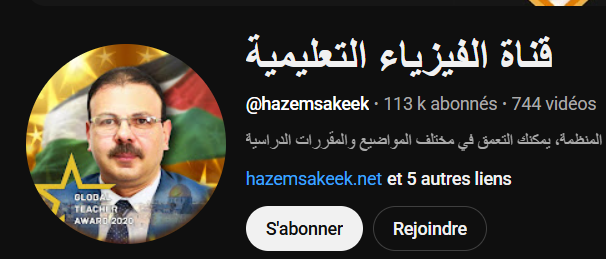 GLOBAL
TEACHER
AWARD 2020
قناة الفيزياء التعليمية
@hazemsakeek · 113 k abonnés · 744 vidéos
المنظمة، يمكنك التعمق في مختلف المواضيع والمقررات الدراسية
hazemsakeek.net et 5 autres liens
S'abonner
Rejoindre